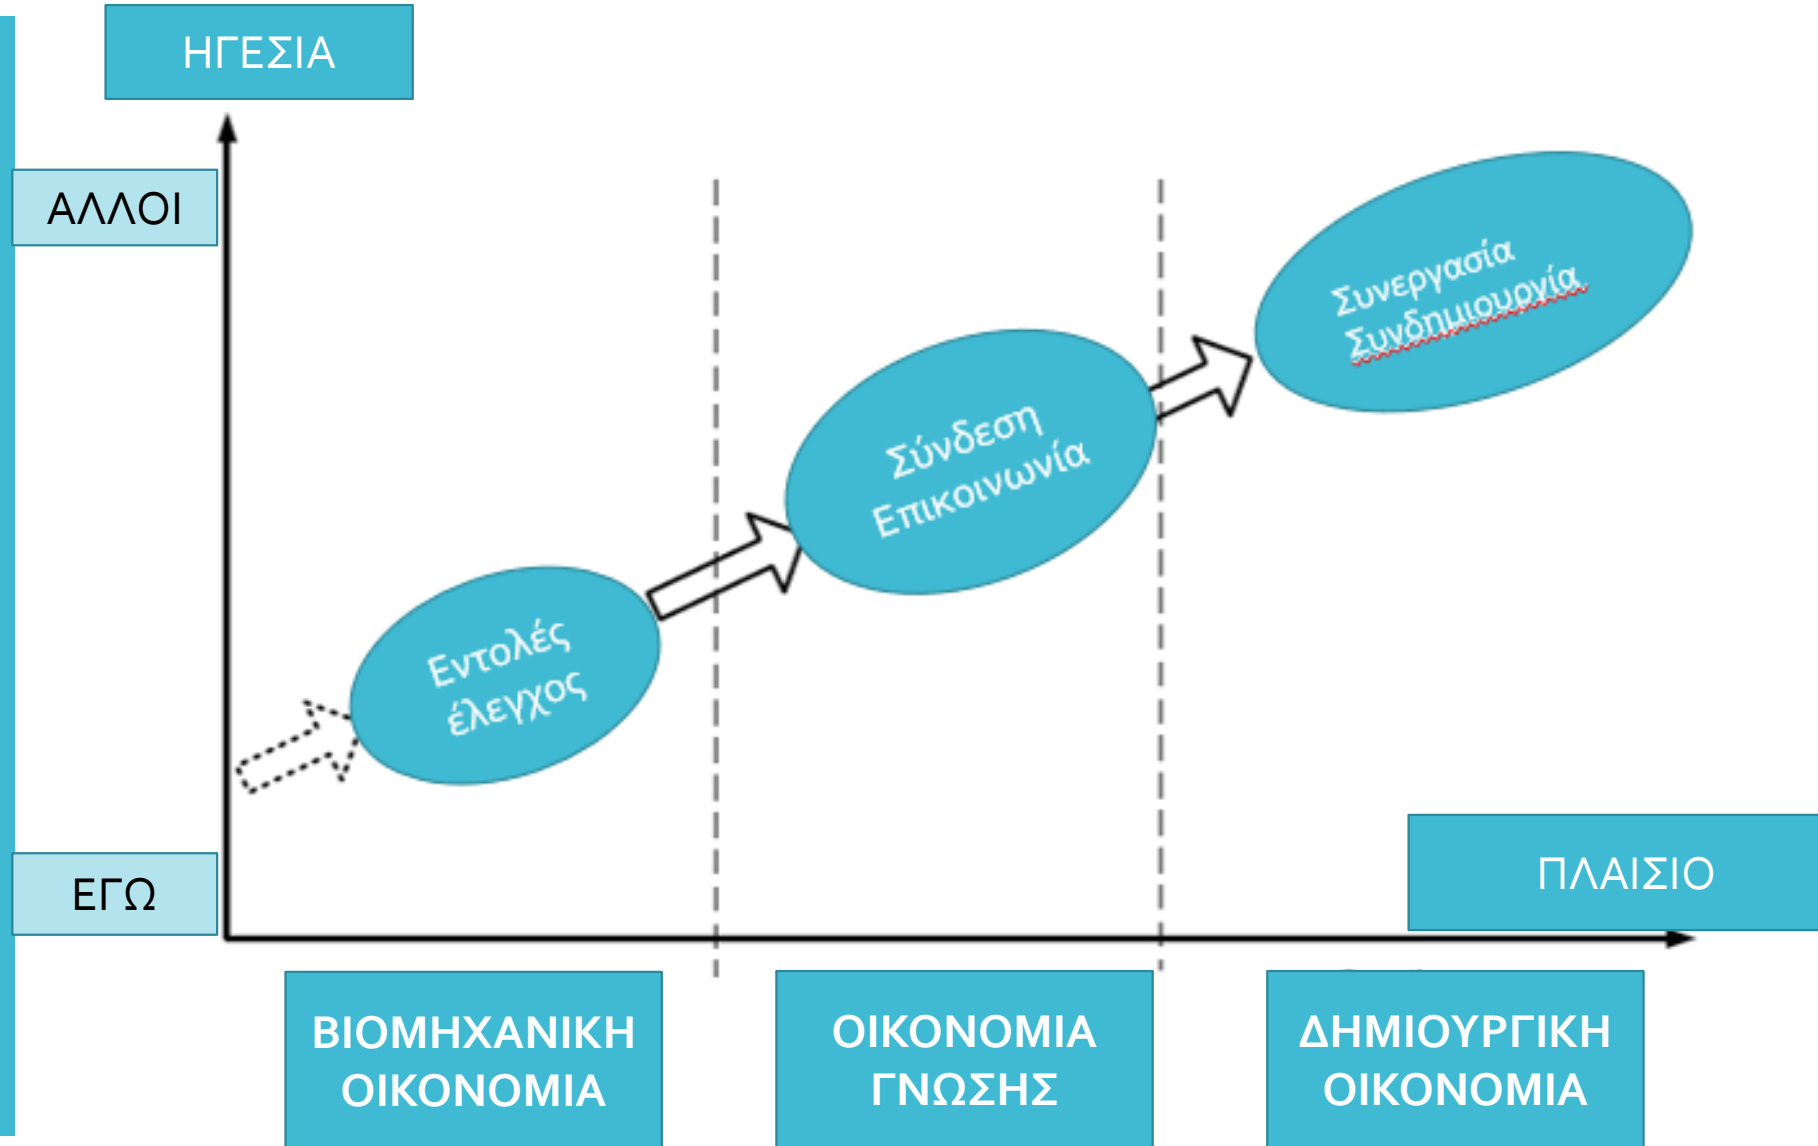 ΗΓΕΣΙΑ
ΑΛΛΟΙ
Συνεργασία
Συνδημιουργία
Σύνδεση
Επικοινωνία
Εντολές
έλεγχος
ΕΓΩ
ΠΛΑΙΣΙΟ
ΒΙΟΜΗΧΑΝΙΚΗ
ΟΙΚΟΝΟΜΙΑ
ΟΙΚΟΝΟΜΙΑ
ΓΝΩΣΗΣ
ΔΗΜΙΟΥΡΓΙΚΗ
ΟΙΚΟΝΟΜΙΑ